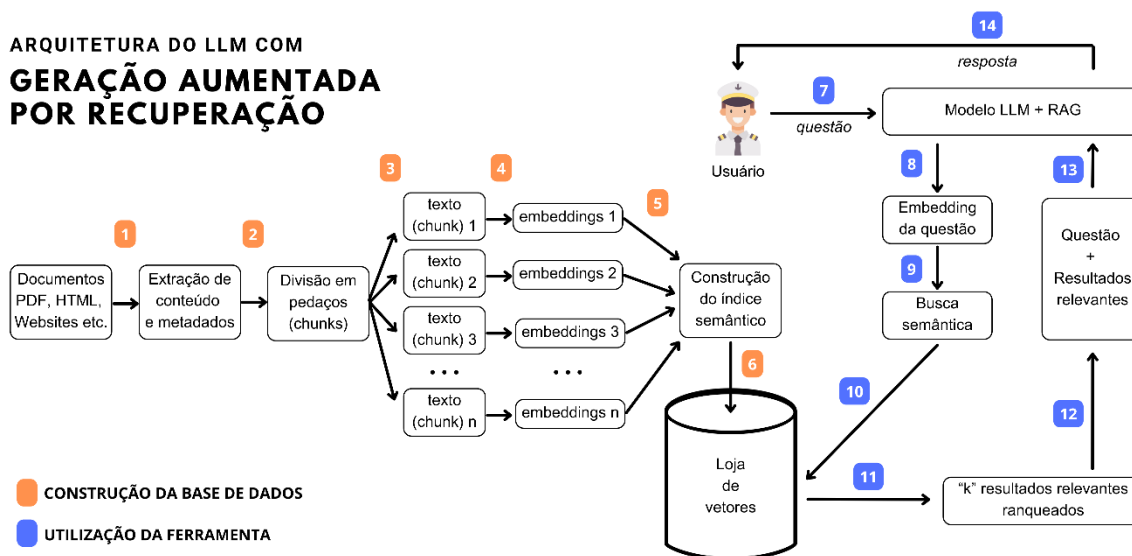 ARQUITETURA DO LLM COM
GERAÇÃO AUMENTADA
POR RECUPERAÇÃO
14
resposta
7
questão
Usuário
Modelo LLM + RAG
8
13
Embedding
da questão
9
Busca
semântica
Questão
+
Resultados
relevantes
1
2
3
4
5
Documentos
PDF, HTML,
Websites etc.
Extração de
conteúdo
e metadados
Divisão em
pedaços
(chunks)
texto
(chunk) 1
embeddings 1
texto
(chunk) 2
embeddings 2
texto
(chunk) 3
embeddings 3
• • •
• • •
texto
(chunk) n
embeddings n
Construção
do índice
semântico
6
10
12
Loja
de
vetores
11
“k” resultados relevantes
ranqueados
CONSTRUÇÃO DA BASE DE DADOS
UTILIZAÇÃO DA FERRAMENTA